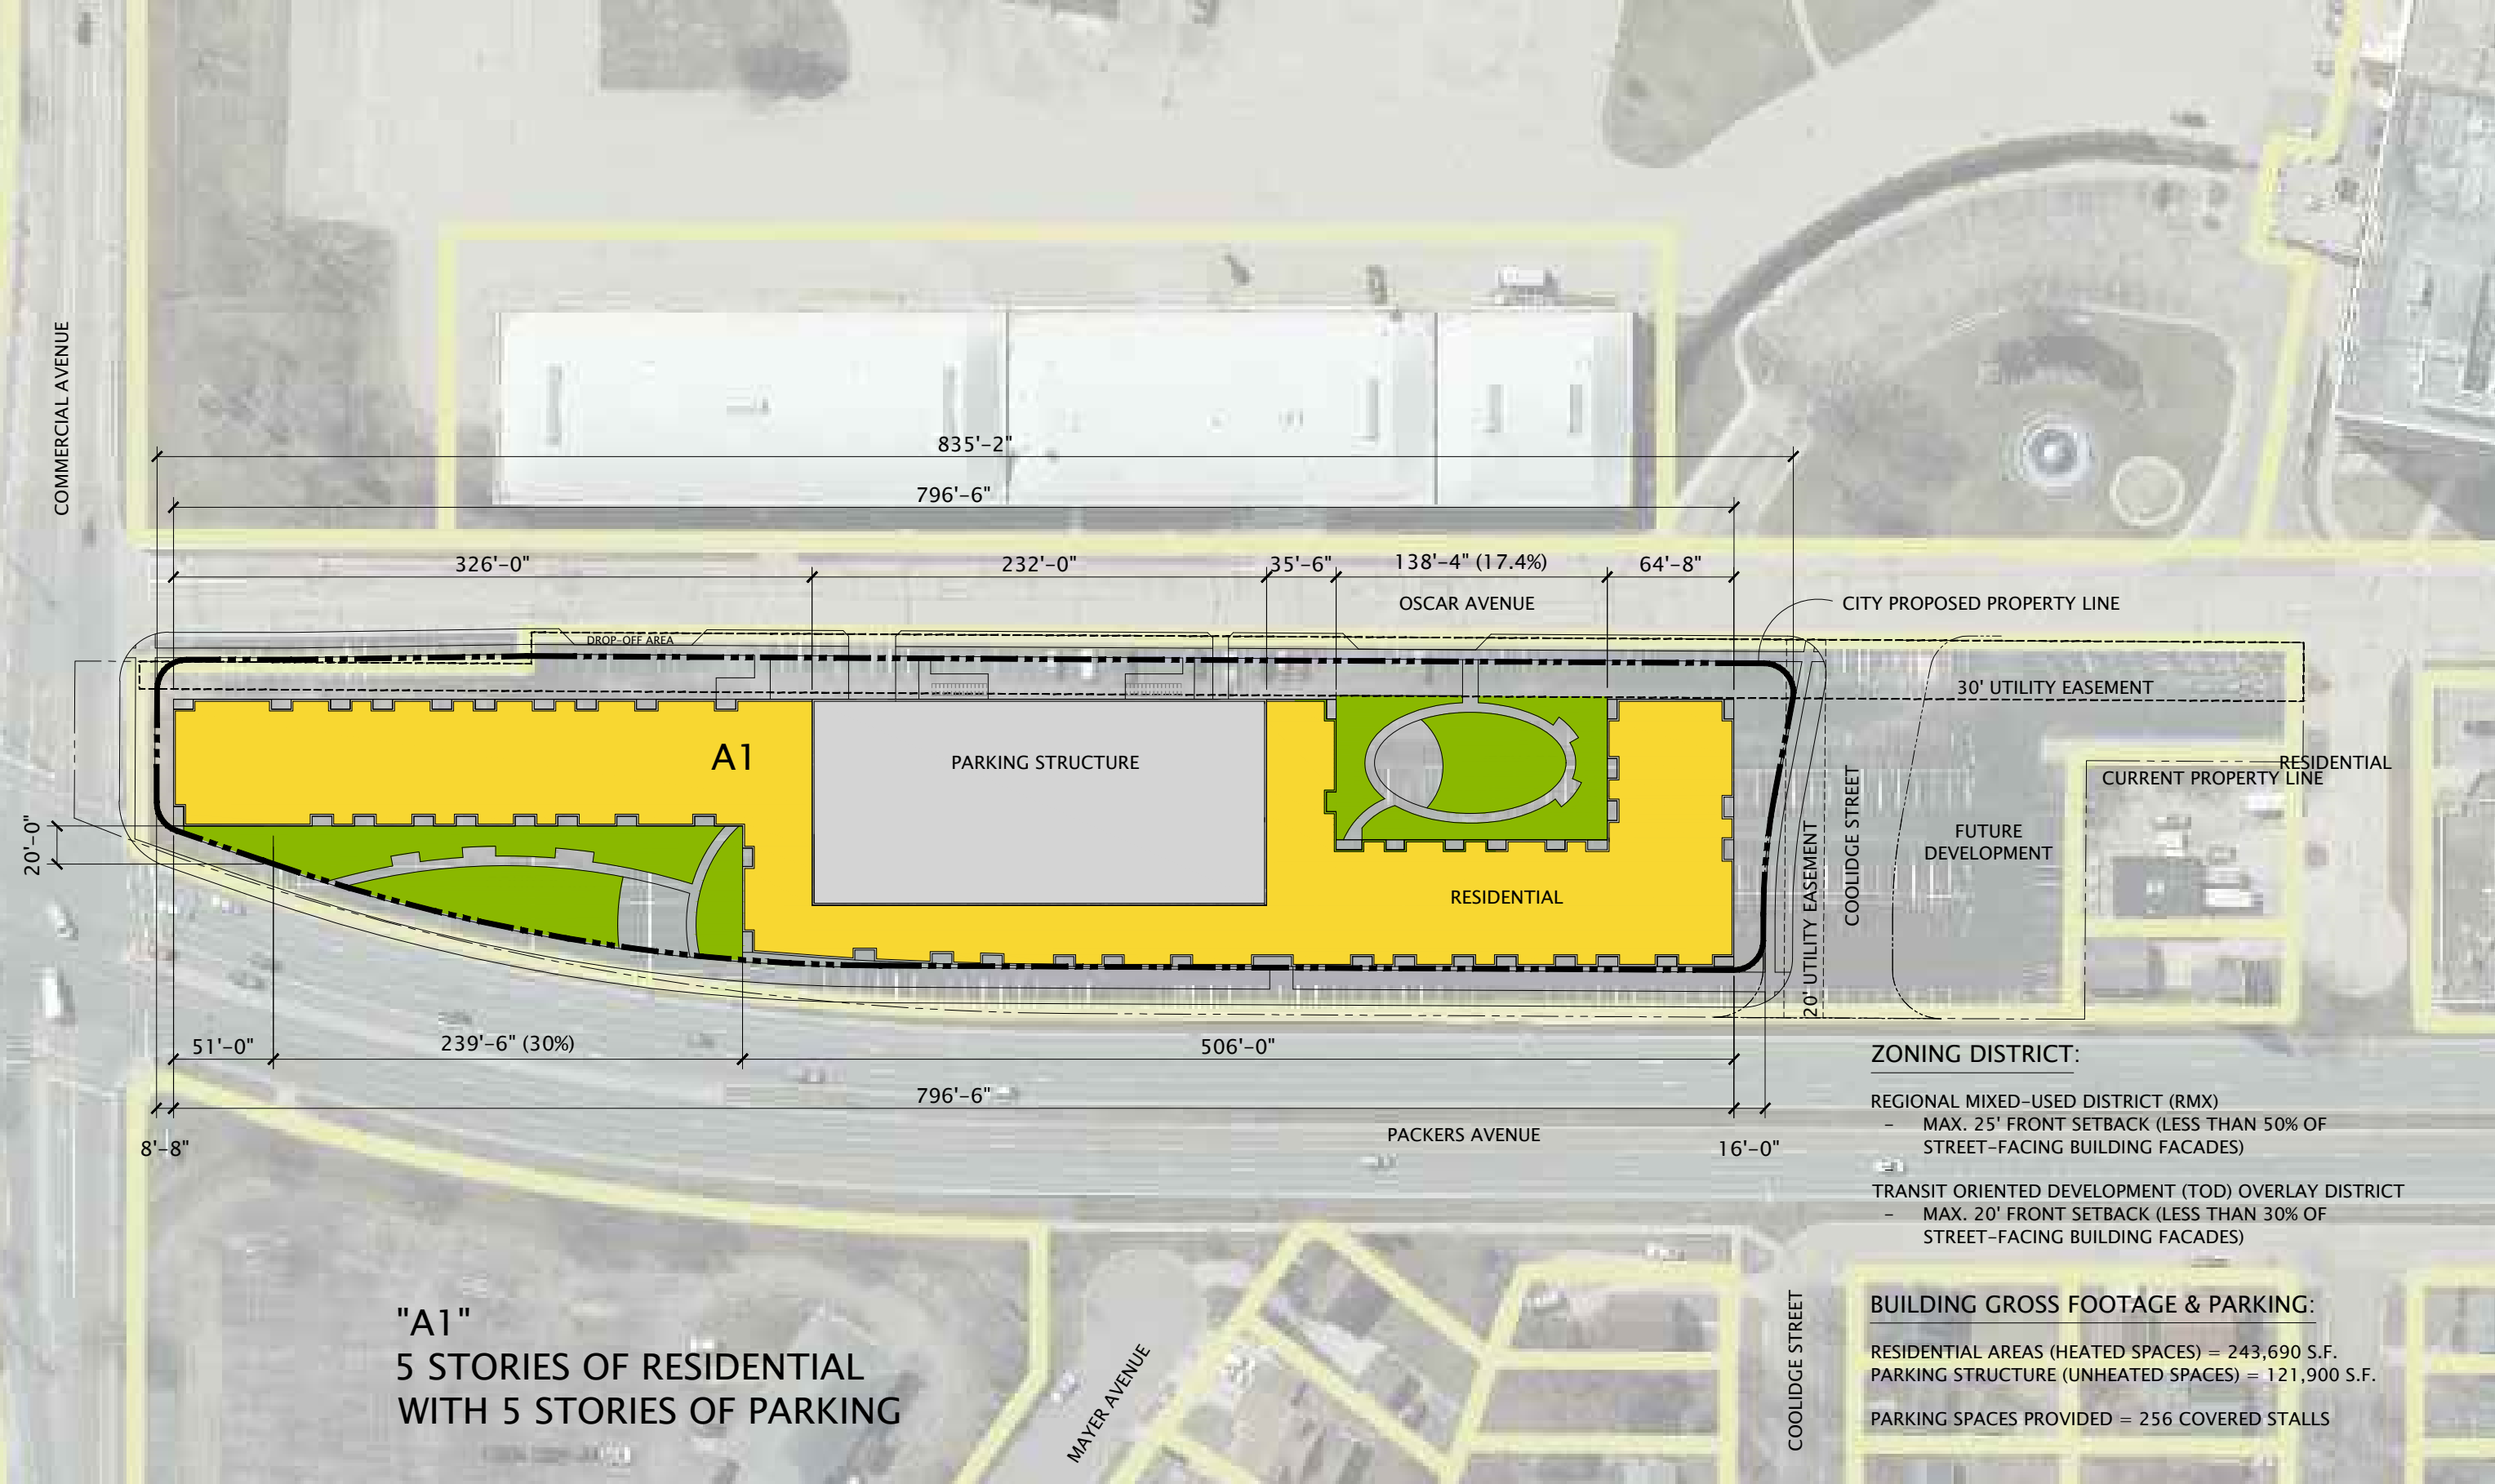 COMMERCIAL AVENUE
835'-2"
796'-6"
326'-0"
232'-0"
35'-6"
138'-4" (17.4%)
64'-8"
OSCAR AVENUE
CITY PROPOSED PROPERTY LINE
DROP-OFF AREA
30' UTILITY EASEMENT
A1
PARKING STRUCTURE
RESIDENTIAL
CURRENT PROPERTY LINE
20'-0"
FUTURE
DEVELOPMENT
COOLIDGE STREET
20' UTILITY EASEMENT
RESIDENTIAL
51'-0"
239'-6" (30%)
506'-0"
796'-6"
8'-8"
16'-0"
PACKERS AVENUE
ZONING DISTRICT:
REGIONAL MIXED-USED DISTRICT (RMX)
- MAX. 25' FRONT SETBACK (LESS THAN 50% OF
STREET-FACING BUILDING FACADES)
TRANSIT ORIENTED DEVELOPMENT (TOD) OVERLAY DISTRICT
- MAX. 20' FRONT SETBACK (LESS THAN 30% OF
STREET-FACING BUILDING FACADES)
"A1"
5 STORIES OF RESIDENTIAL
WITH 5 STORIES OF PARKING
MAYER AVENUE
COOLIDGE STREET
BUILDING GROSS FOOTAGE & PARKING:
RESIDENTIAL AREAS (HEATED SPACES) = 243,690 S.F.
PARKING STRUCTURE (UNHEATED SPACES) = 121,900 S.F.
PARKING SPACES PROVIDED = 256 COVERED STALLS